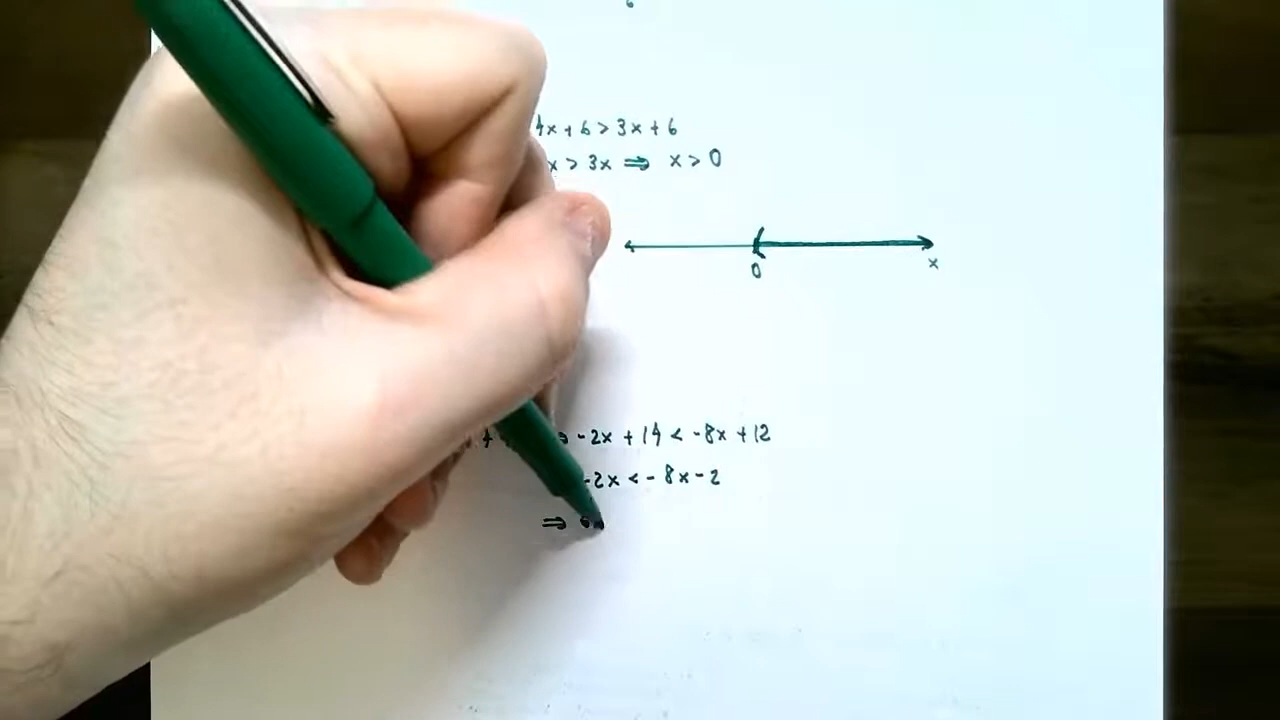 4x + 6 > 3x + 6
x > 3x ⇒ x > 0
0
x
-2x + 14 < -8x + 12
-2x < -8x - 2
⇒